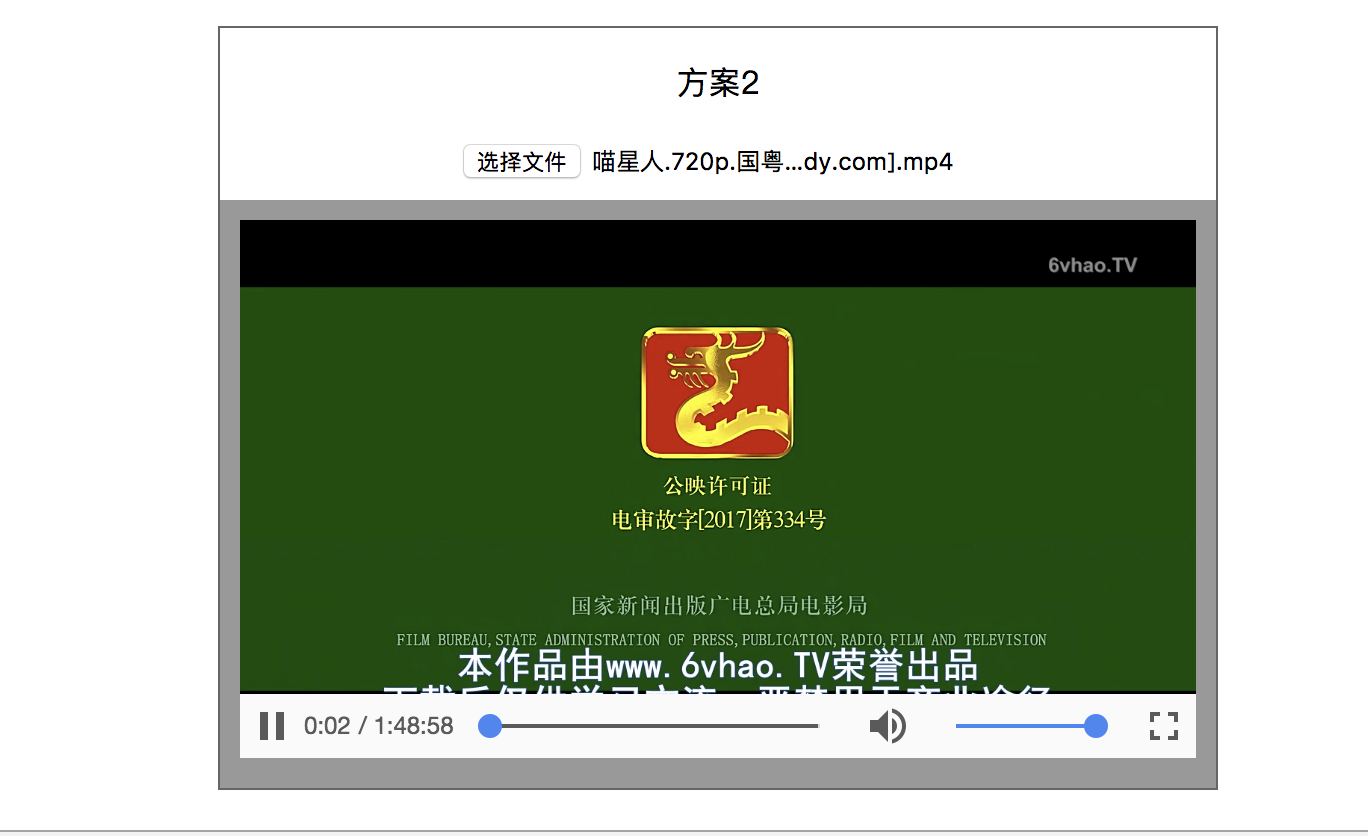 方案2
选择文件 喵星人.720p.国粤...dy.com].mp4
6vhao.TV
公映许可证
电审故字[2017]第334号
国家新闻出版广电总局电影局
FILM BUREAU,STATE ADMINISTRATION OF PRESS,PUBLICATION,RADIO,FILM AND TELEVISION
本作品由www.6vhao.TV荣誉出品
0:02 / 1:48:58